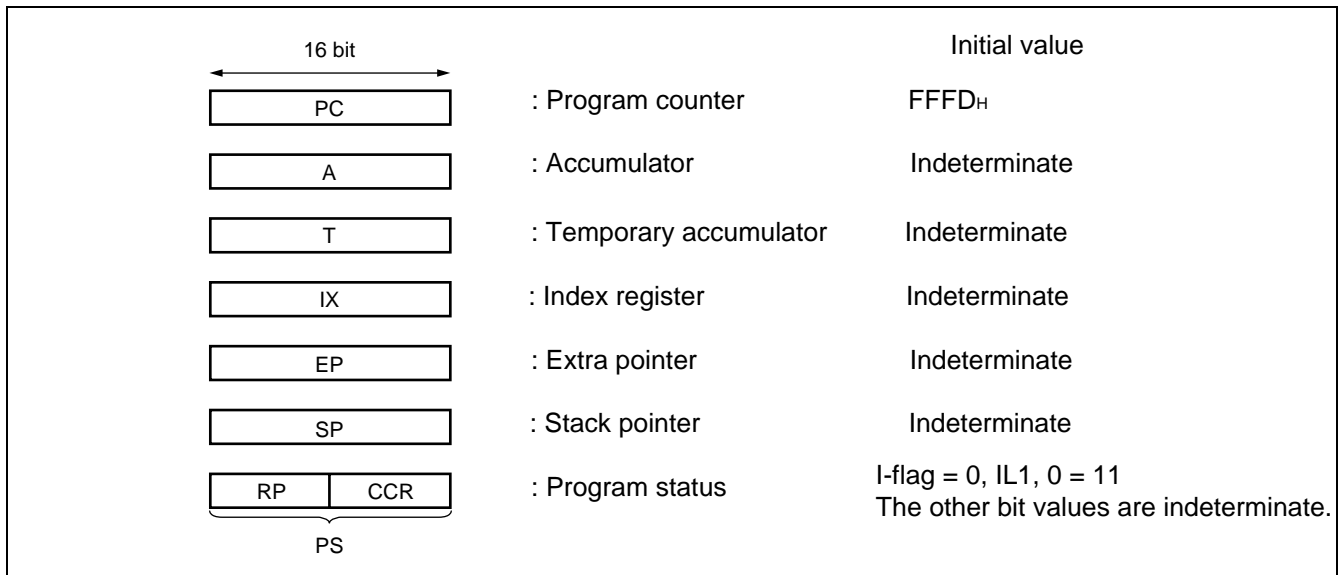 16 bit Initial value
PC : Program counter FFFDH
A : Accumulator Indeterminate
T : Temporary accumulator Indeterminate
IX : Index register Indeterminate
EP : Extra pointer Indeterminate
SP : Stack pointer Indeterminate
RP CCR : Program status I-flag = 0, IL1, 0 = 11
The other bit values are indeterminate.
PS